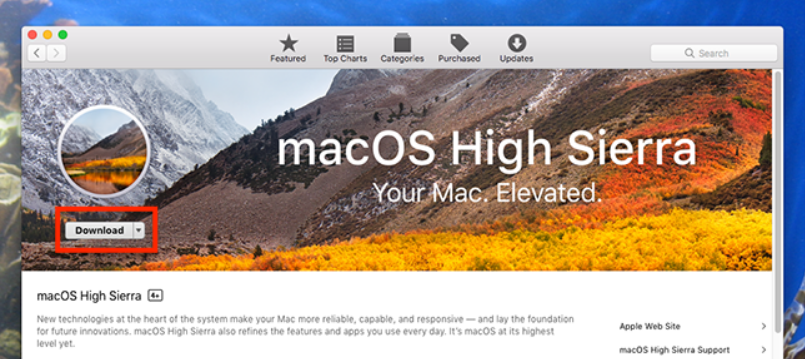 Featured Top Charts Categories Purchased Updates
Search
macOS High Sierra
Your Mac. Elevated.
Download
macOS High Sierra 4+
New technologies at the heart of the system make your Mac more reliable, capable, and responsive — and lay the foundation
for future innovations. macOS High Sierra also refines the features and apps you use every day. It's macOS at its highest
level yet.
Apple Web Site
macOS High Sierra Support